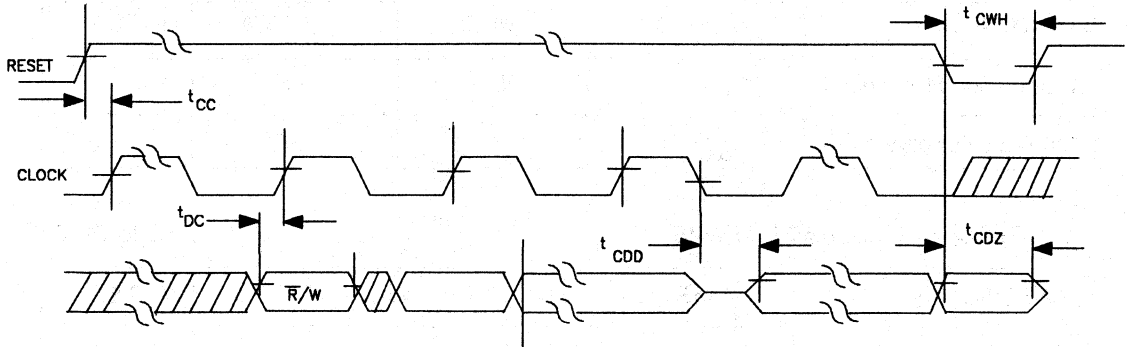 t CWH
RESET
t CC
CLOCK
t DC
t CDD
t CDZ
R̅/W